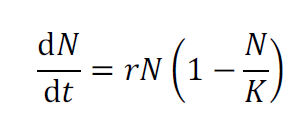 dN/dt = rN(1 − N/K)